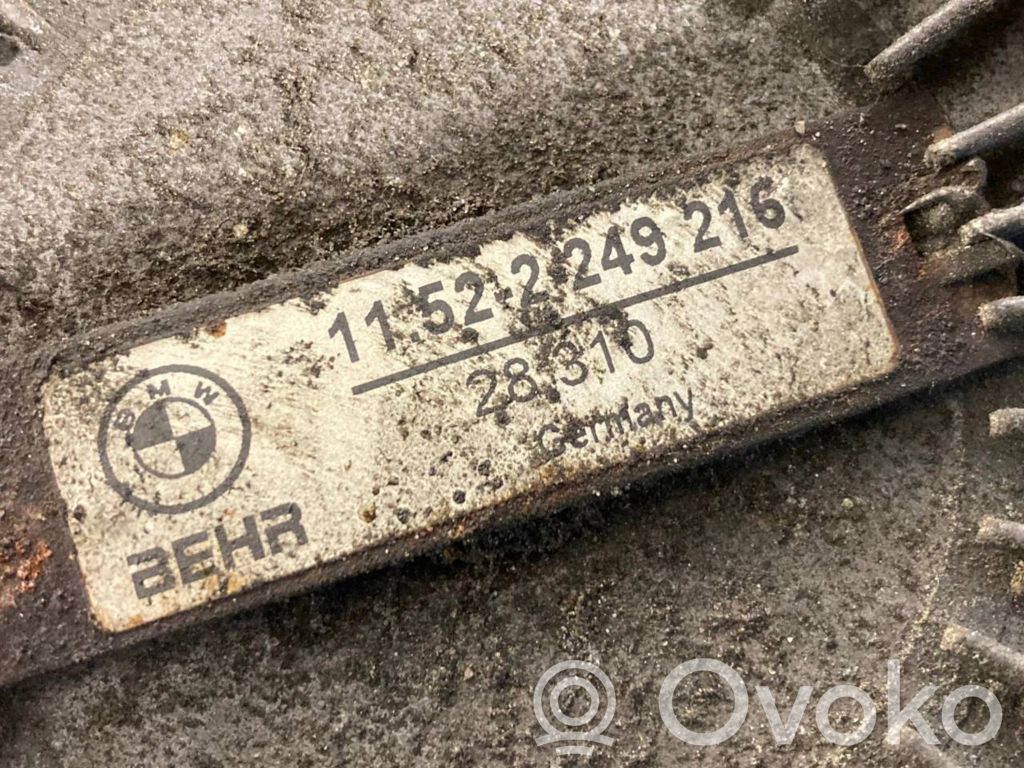 11.52-2 249 216
28.310
Germany
BMW
BEHR
Ovoko